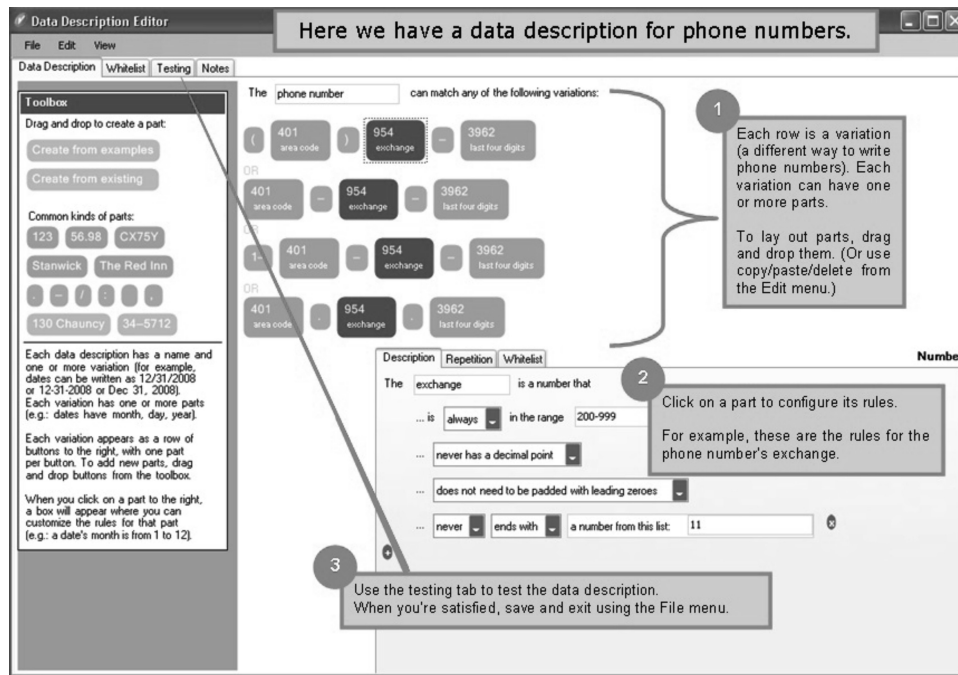 Data Description Editor
Here we have a data description for phone numbers.
File Edit View
Data Description Whitelist Testing Notes
Toolbox
Drag and drop to create a part:
Create from examples
Create from existing
Common kinds of parts:
123 56.98 CX75Y
Stanwick The Red Inn
. – / : ,
130 Chauncy 34–5712
Each data description has a name and
one or more variation (for example,
dates can be written as 12/31/2008
or 12-31-2008 or Dec 31, 2008).
Each variation has one or more parts
(e.g.: dates have month, day, year).
Each variation appears as a row of
buttons to the right, with one part
per button. To add new parts, drag
and drop buttons from the toolbox.
When you click on a part to the right,
a box will appear where you can
customize the rules for that part
(e.g.: a date's month is from 1 to 12).
The phone number can match any of the following variations:
( 401 ) 954 – 3962
area code exchange last four digits
OR
401 – 954 – 3962
area code exchange last four digits
OR
1- 401 – 954 – 3962
area code exchange last four digits
OR
401 . 954 . 3962
area code exchange last four digits
1
Each row is a variation
(a different way to write
phone numbers). Each
variation can have one
or more parts.
To lay out parts, drag
and drop them. (Or use
copy/paste/delete from
the Edit menu.)
Description Repetition Whitelist
The exchange is a number that
... is always in the range 200-999
... never has a decimal point
... does not need to be padded with leading zeroes
... never ends with a number from this list: 11
2
Click on a part to configure its rules.
For example, these are the rules for the
phone number's exchange.
3
Use the testing tab to test the data description.
When you're satisfied, save and exit using the File menu.